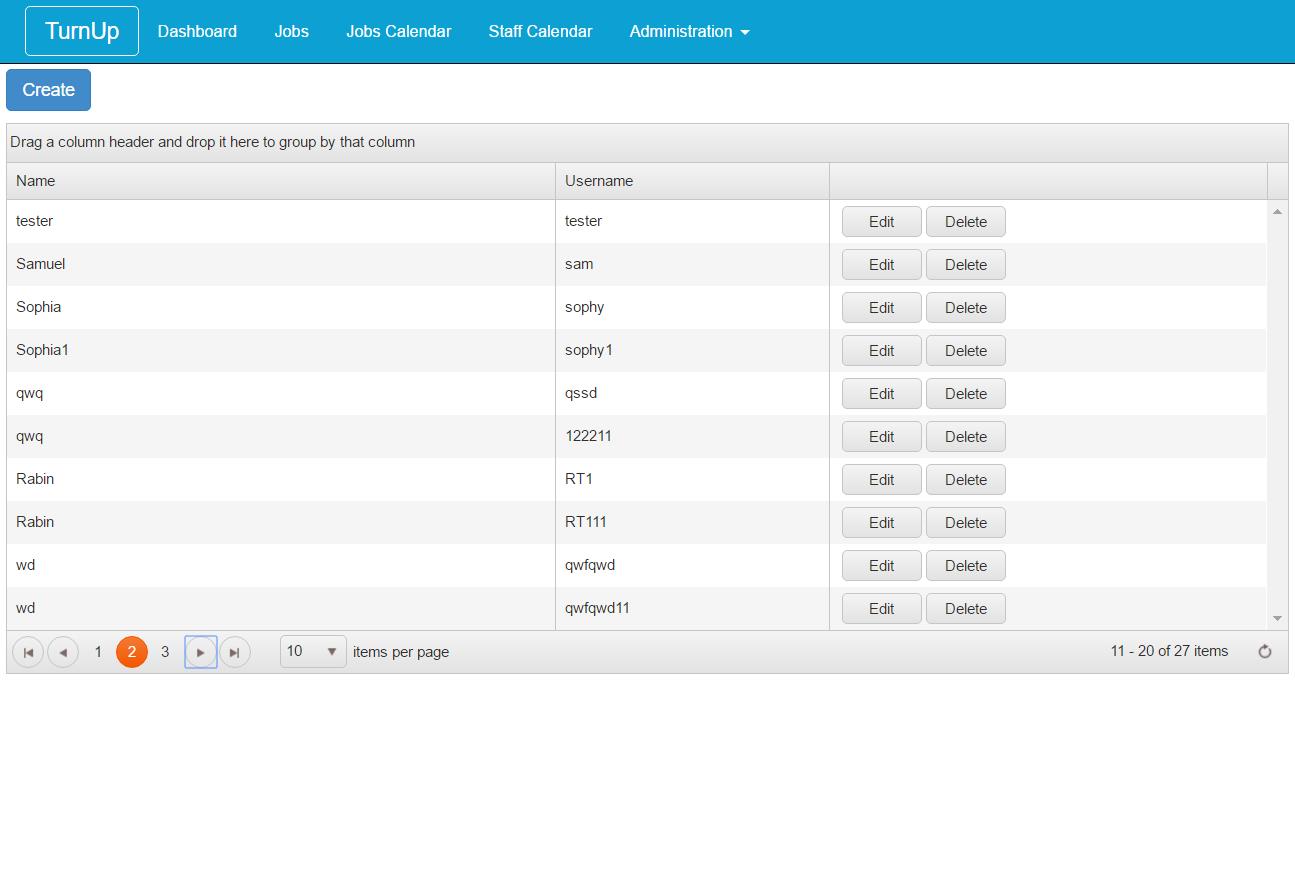 TurnUp Dashboard Jobs Jobs Calendar Staff Calendar Administration
Create
Drag a column header and drop it here to group by that column
Name Username
tester tester Edit Delete
Samuel sam Edit Delete
Sophia sophy Edit Delete
Sophia1 sophy1 Edit Delete
qwq qssd Edit Delete
qwq 122211 Edit Delete
Rabin RT1 Edit Delete
Rabin RT111 Edit Delete
wd qwfqwd Edit Delete
wd qwfqwd11 Edit Delete
1 2 3 10 items per page 11 - 20 of 27 items